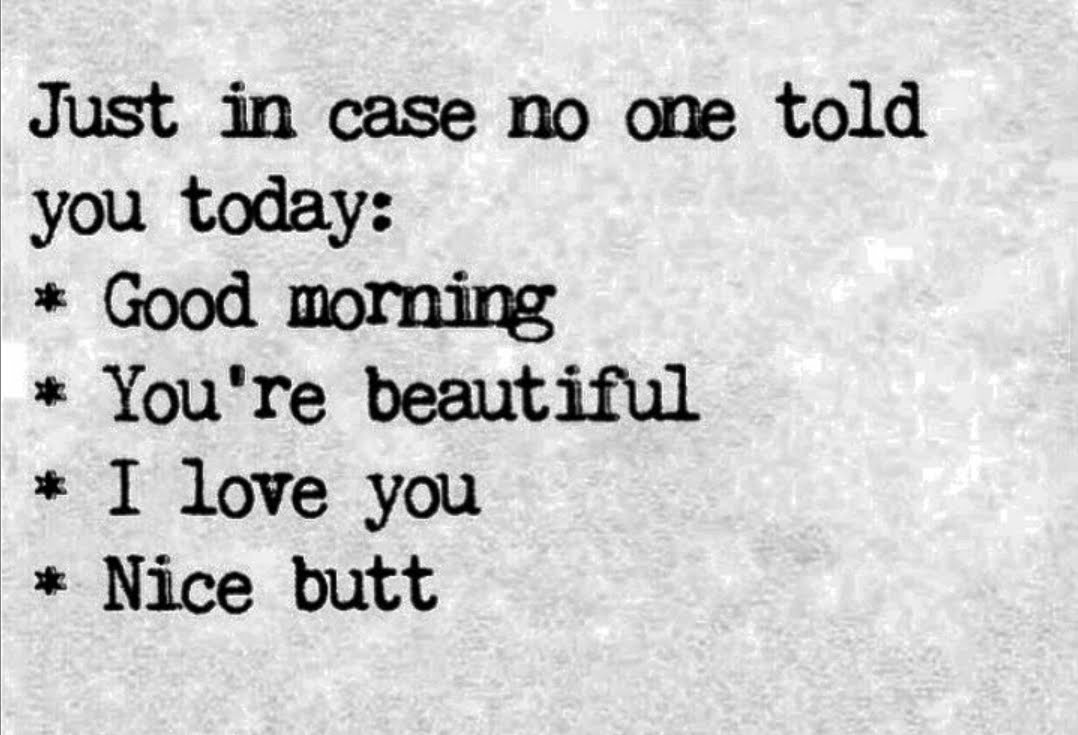 Just in case no one told
you today:
* Good morning
* You're beautiful
* I love you
* Nice butt